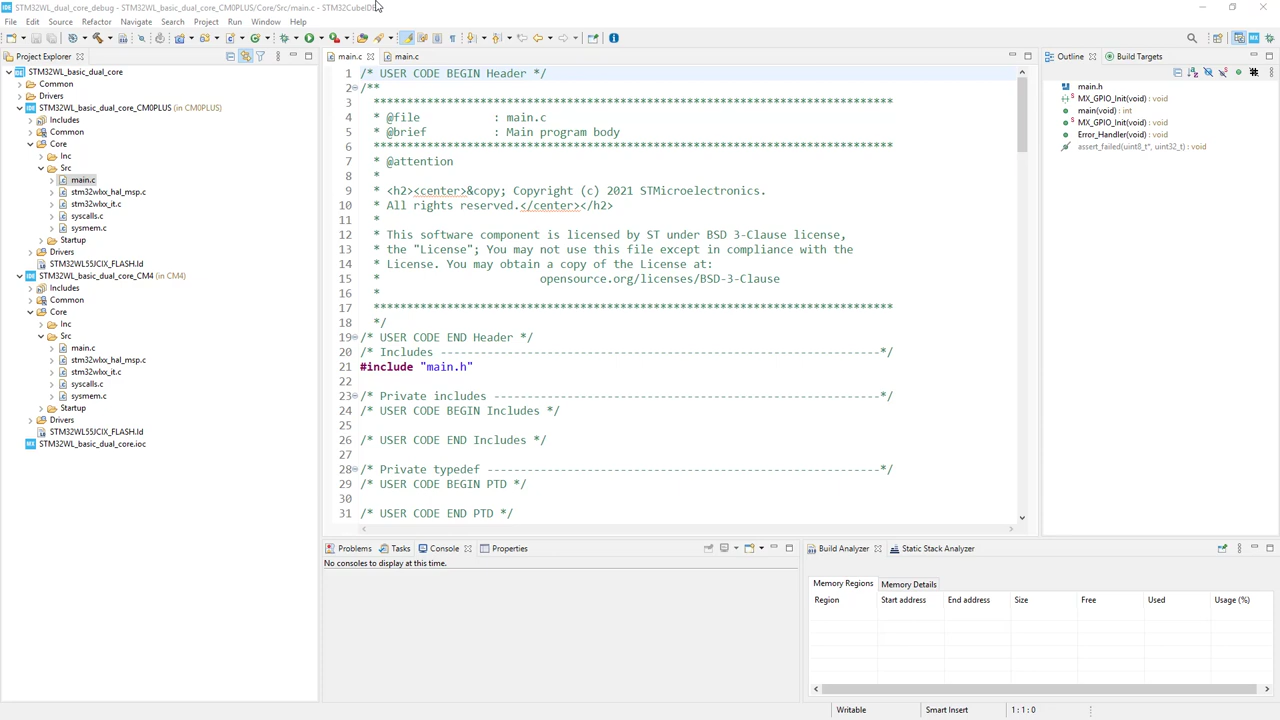 STM32WL_dual_core_debug - STM32WL_basic_dual_core_CM0PLUS/Core/Src/main.c - STM32CubeIDE
File Edit Source Refactor Navigate Search Project Run Window Help
Project Explorer
STM32WL_basic_dual_core
Common
Drivers
STM32WL_basic_dual_core_CM0PLUS (in CM0PLUS)
Includes
Common
Core
Inc
Src
main.c
stm32wlxx_hal_msp.c
stm32wlxx_it.c
syscalls.c
sysmem.c
Startup
Drivers
STM32WL55JCIX_FLASH.ld
STM32WL_basic_dual_core_CM4 (in CM4)
Includes
Common
Core
Inc
Src
main.c
stm32wlxx_hal_msp.c
stm32wlxx_it.c
syscalls.c
sysmem.c
Startup
Drivers
STM32WL55JCIX_FLASH.ld
STM32WL_basic_dual_core.ioc
main.c main.c
1 /* USER CODE BEGIN Header */
2 /**
3 ******************************************************************************
4 * @file : main.c
5 * @brief : Main program body
6 ******************************************************************************
7 * @attention
8 *
9 * <h2><center>&copy; Copyright (c) 2021 STMicroelectronics.
10 * All rights reserved.</center></h2>
11 *
12 * This software component is licensed by ST under BSD 3-Clause license,
13 * the "License"; You may not use this file except in compliance with the
14 * License. You may obtain a copy of the License at:
15 * opensource.org/licenses/BSD-3-Clause
16 *
17 ******************************************************************************
18 */
19 /* USER CODE END Header */
20 /* Includes ------------------------------------------------------------------*/
21 #include "main.h"
22
23 /* Private includes ----------------------------------------------------------*/
24 /* USER CODE BEGIN Includes */
25
26 /* USER CODE END Includes */
27
28 /* Private typedef -----------------------------------------------------------*/
29 /* USER CODE BEGIN PTD */
30
31 /* USER CODE END PTD */
Outline Build Targets
main.h
MX_GPIO_Init(void) : void
main(void) : int
MX_GPIO_Init(void) : void
Error_Handler(void) : void
assert_failed(uint8_t*, uint32_t) : void
Problems Tasks Console Properties
No consoles to display at this time.
Build Analyzer Static Stack Analyzer
Memory Regions Memory Details
Region Start address End address Size Free Used Usage (%)
Writable Smart Insert 1 : 1 : 0